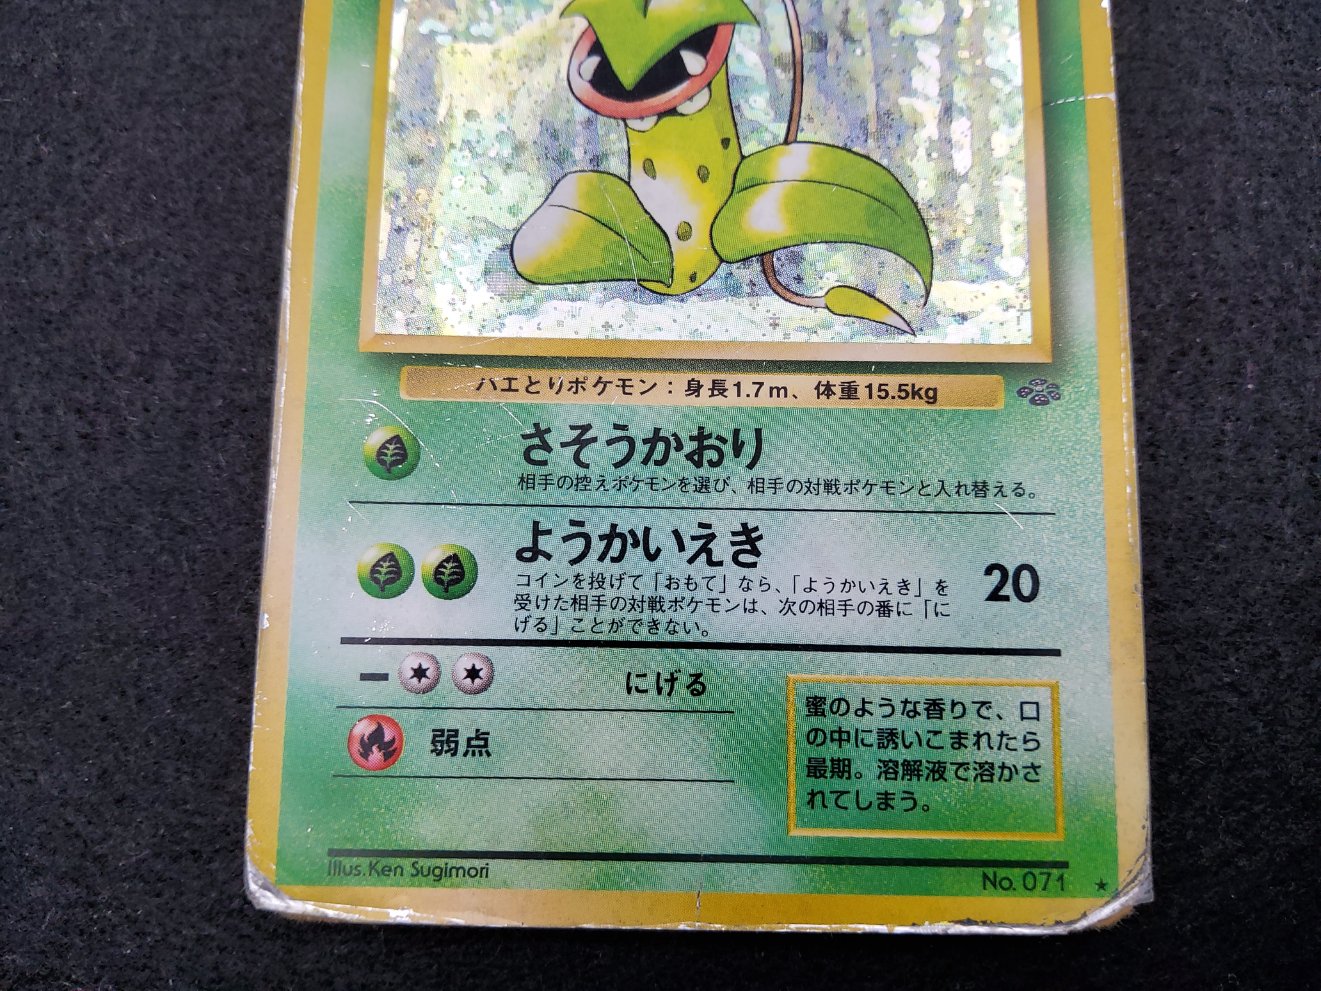 ハエとりポケモン：身長1.7m、体重15.5kg
さそうかおり
相手の控えポケモンを選び、相手の対戦ポケモンと入れ替える。
ようかいえき
コインを投げて「おもて」なら、「ようかいえき」を
受けた相手の対戦ポケモンは、次の相手の番に「に
げる」ことができない。
20
にげる
弱点
蜜のような香りで、口
の中に誘いこまれたら
最期。溶解液で溶かさ
れてしまう。
Illus. Ken Sugimori
No. 071 ★